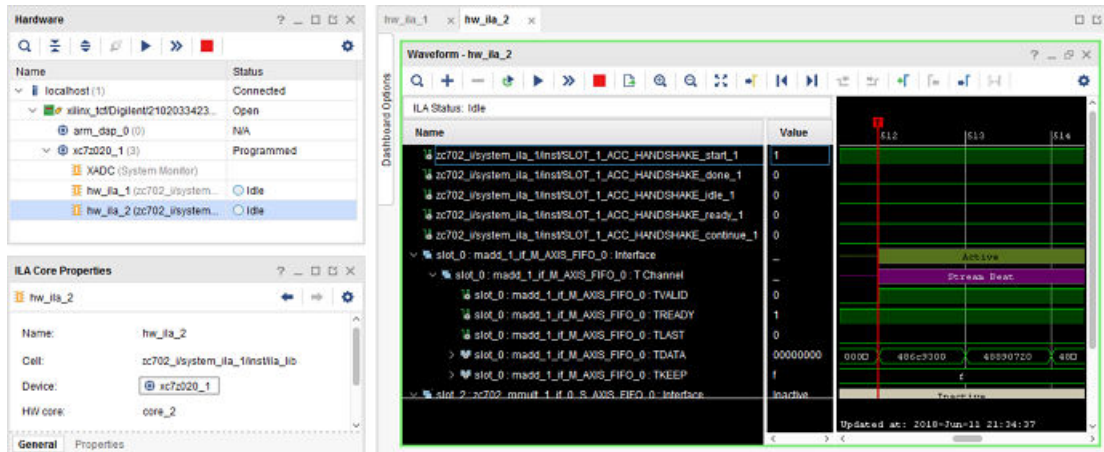 Hardware
Name Status
localhost (1) Connected
xilinx_tcf/Digilent/2102033423... Open
arm_dap_0 (0) N/A
xc7z020_1 (3) Programmed
XADC (System Monitor)
hw_ila_1 (zc702_i/system... Idle
hw_ila_2 (zc702_i/system... Idle
ILA Core Properties
hw_ila_2
Name: hw_ila_2
Cell: zc702_i/system_ila_1/inst/ila_lib
Device: xc7z020_1
HW core: core_2
General Properties
hw_ila_1 hw_ila_2
Dashboard Options
Waveform - hw_ila_2
ILA Status: Idle
Name Value
512 513 514
zc702_i/system_ila_1/inst/SLOT_1_ACC_HANDSHAKE_start_1 1
zc702_i/system_ila_1/inst/SLOT_1_ACC_HANDSHAKE_done_1 0
zc702_i/system_ila_1/inst/SLOT_1_ACC_HANDSHAKE_idle_1 0
zc702_i/system_ila_1/inst/SLOT_1_ACC_HANDSHAKE_ready_1 0
zc702_i/system_ila_1/inst/SLOT_1_ACC_HANDSHAKE_continue_1 0
slot_0 : madd_1_if_M_AXIS_FIFO_0 : Interface _ Active
slot_0 : madd_1_if_M_AXIS_FIFO_0 : T Channel _ Stream Beat
slot_0 : madd_1_if_M_AXIS_FIFO_0 : TVALID 0
slot_0 : madd_1_if_M_AXIS_FIFO_0 : TREADY 1
slot_0 : madd_1_if_M_AXIS_FIFO_0 : TLAST 0
slot_0 : madd_1_if_M_AXIS_FIFO_0 : TDATA 00000000 486c9300 48890720
slot_0 : madd_1_if_M_AXIS_FIFO_0 : TKEEP f f
slot_2 : zc702_mmult_1_if_0_S_AXIS_FIFO_0 : Interface Inactive Inactive
Updated at: 2018-Jun-11 21:34:37